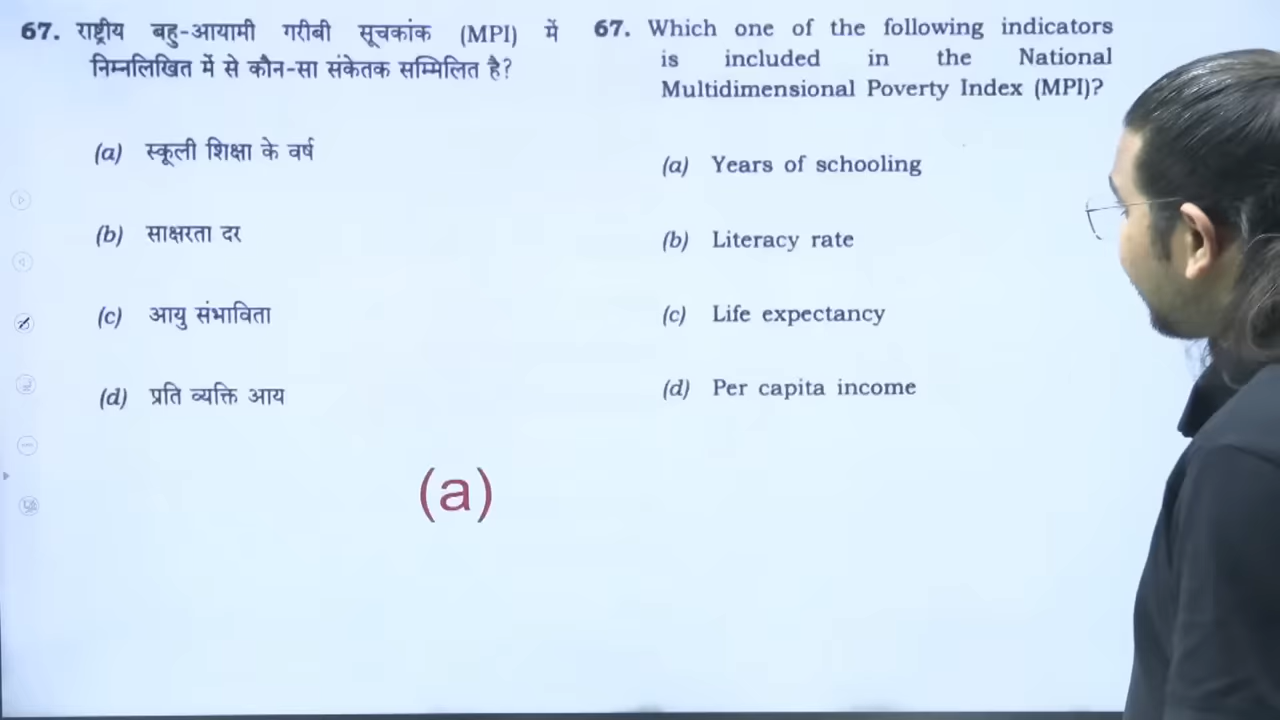 67. राष्ट्रीय बहु-आयामी गरीबी सूचकांक (MPI) में
निम्नलिखित में से कौन-सा संकेतक सम्मिलित है?
(a) स्कूली शिक्षा के वर्ष
(b) साक्षरता दर
(c) आयु संभाविता
(d) प्रति व्यक्ति आय
67. Which one of the following indicators
is included in the National
Multidimensional Poverty Index (MPI)?
(a) Years of schooling
(b) Literacy rate
(c) Life expectancy
(d) Per capita income
(a)